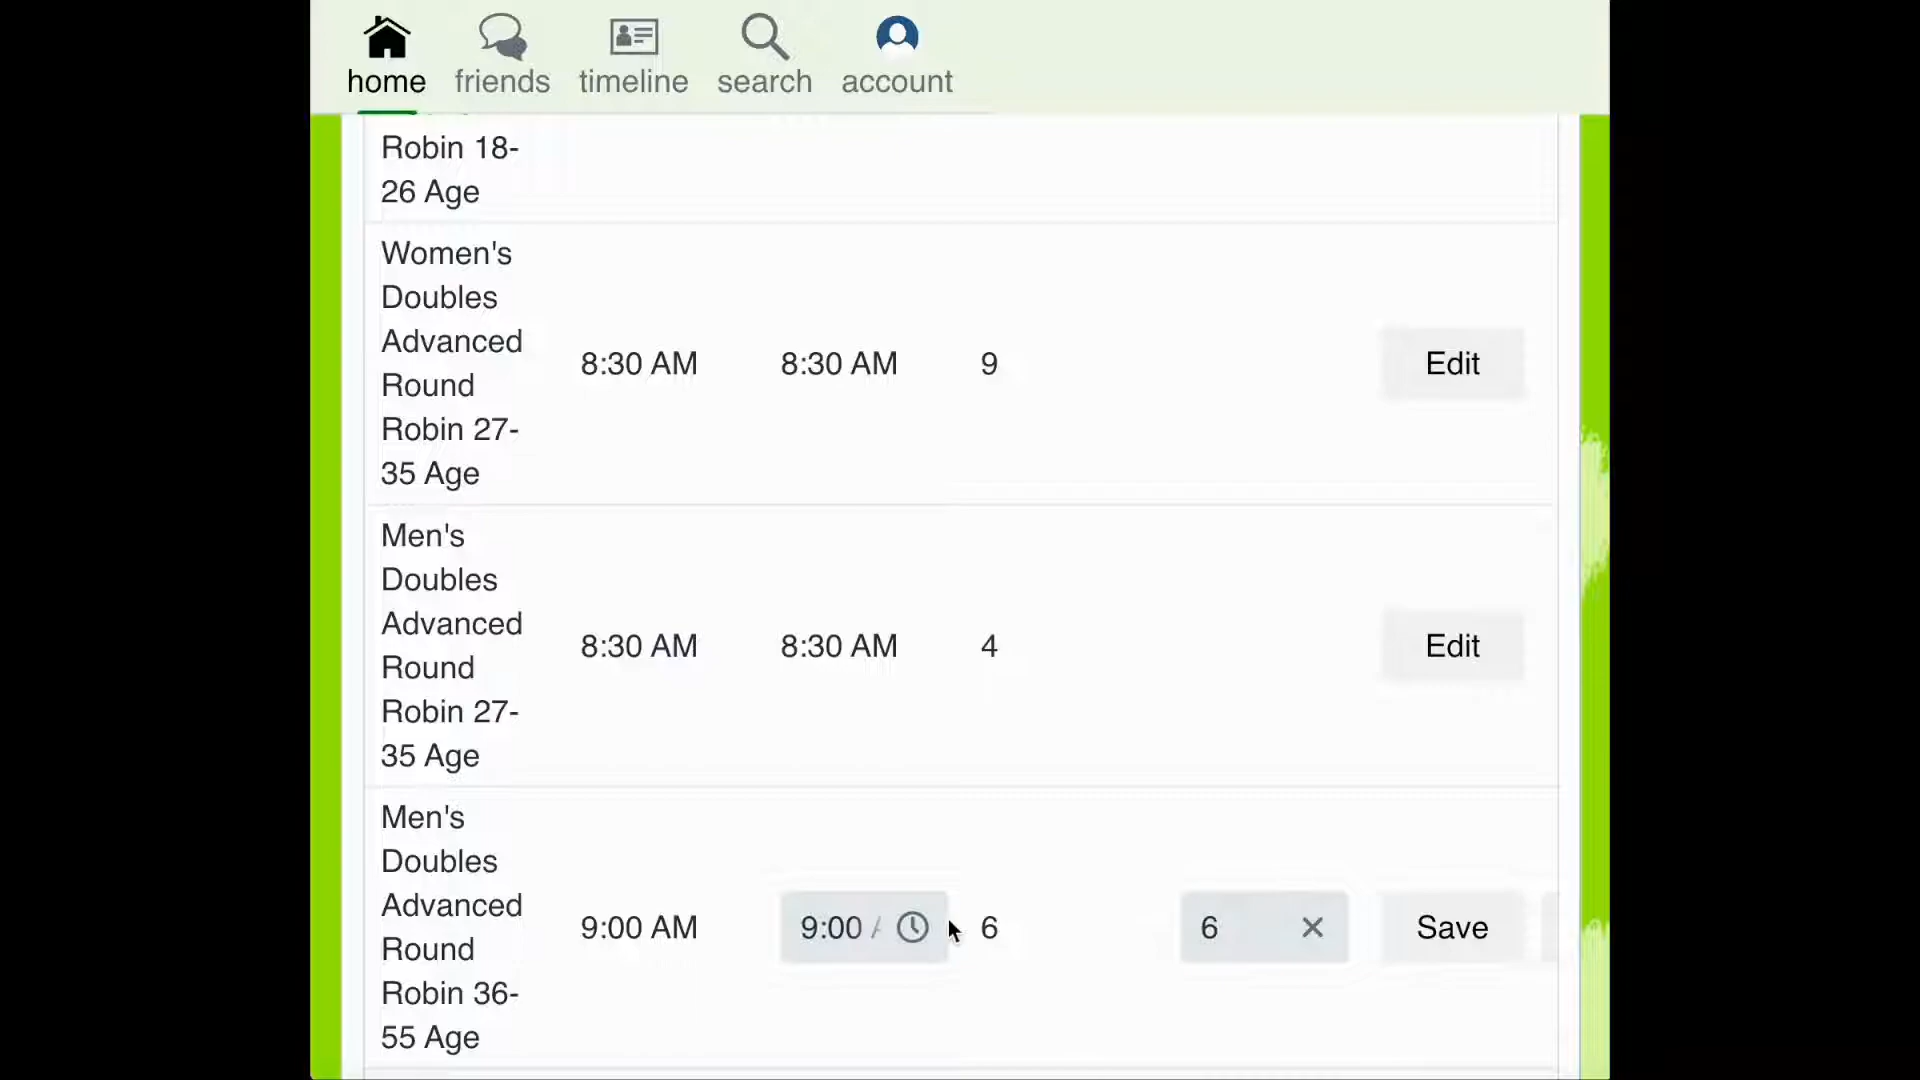 home friends timeline search account
Robin 18-
26 Age
Women's
Doubles
Advanced
Round
Robin 27-
35 Age
8:30 AM 8:30 AM 9 Edit
Men's
Doubles
Advanced
Round
Robin 27-
35 Age
8:30 AM 8:30 AM 4 Edit
Men's
Doubles
Advanced
Round
Robin 36-
55 Age
9:00 AM 9:00 6 6 Save